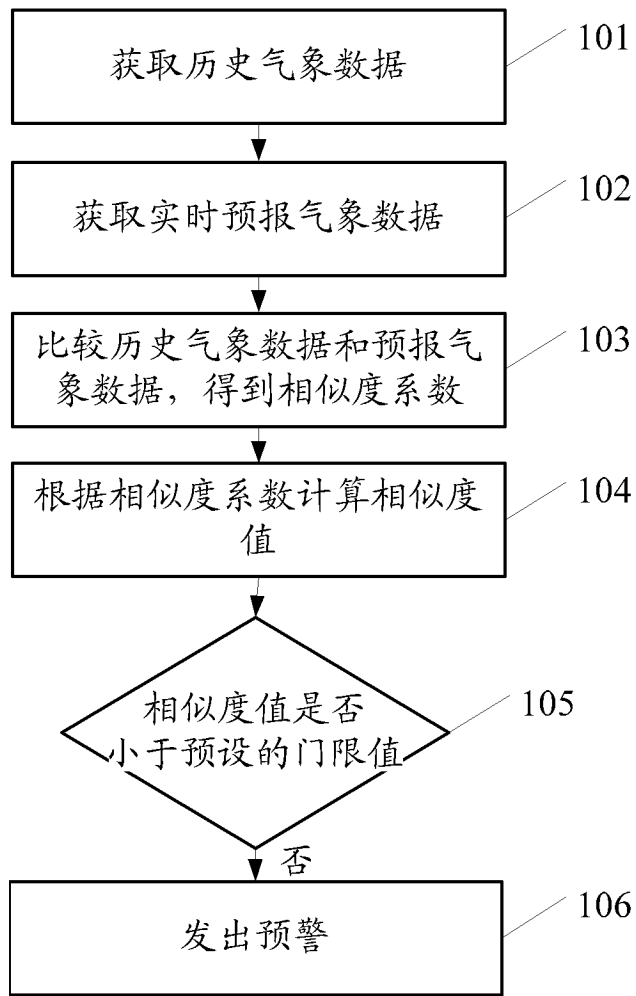 获取历史气象数据
101
获取实时预报气象数据
102
比较历史气象数据和预报气
象数据，得到相似度系数
103
根据相似度系数计算相似度
值
104
相似度值是否
小于预设的门限值
105
否
发出预警
106